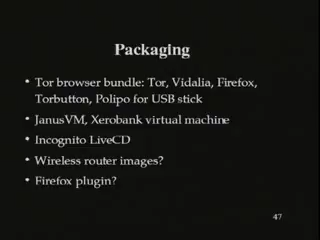 Packaging
• Tor browser bundle: Tor, Vidalia, Firefox,
Torbutton, Polipo for USB stick
• JanusVM, Xerobank virtual machine
• Incognito LiveCD
• Wireless router images?
• Firefox plugin?
47